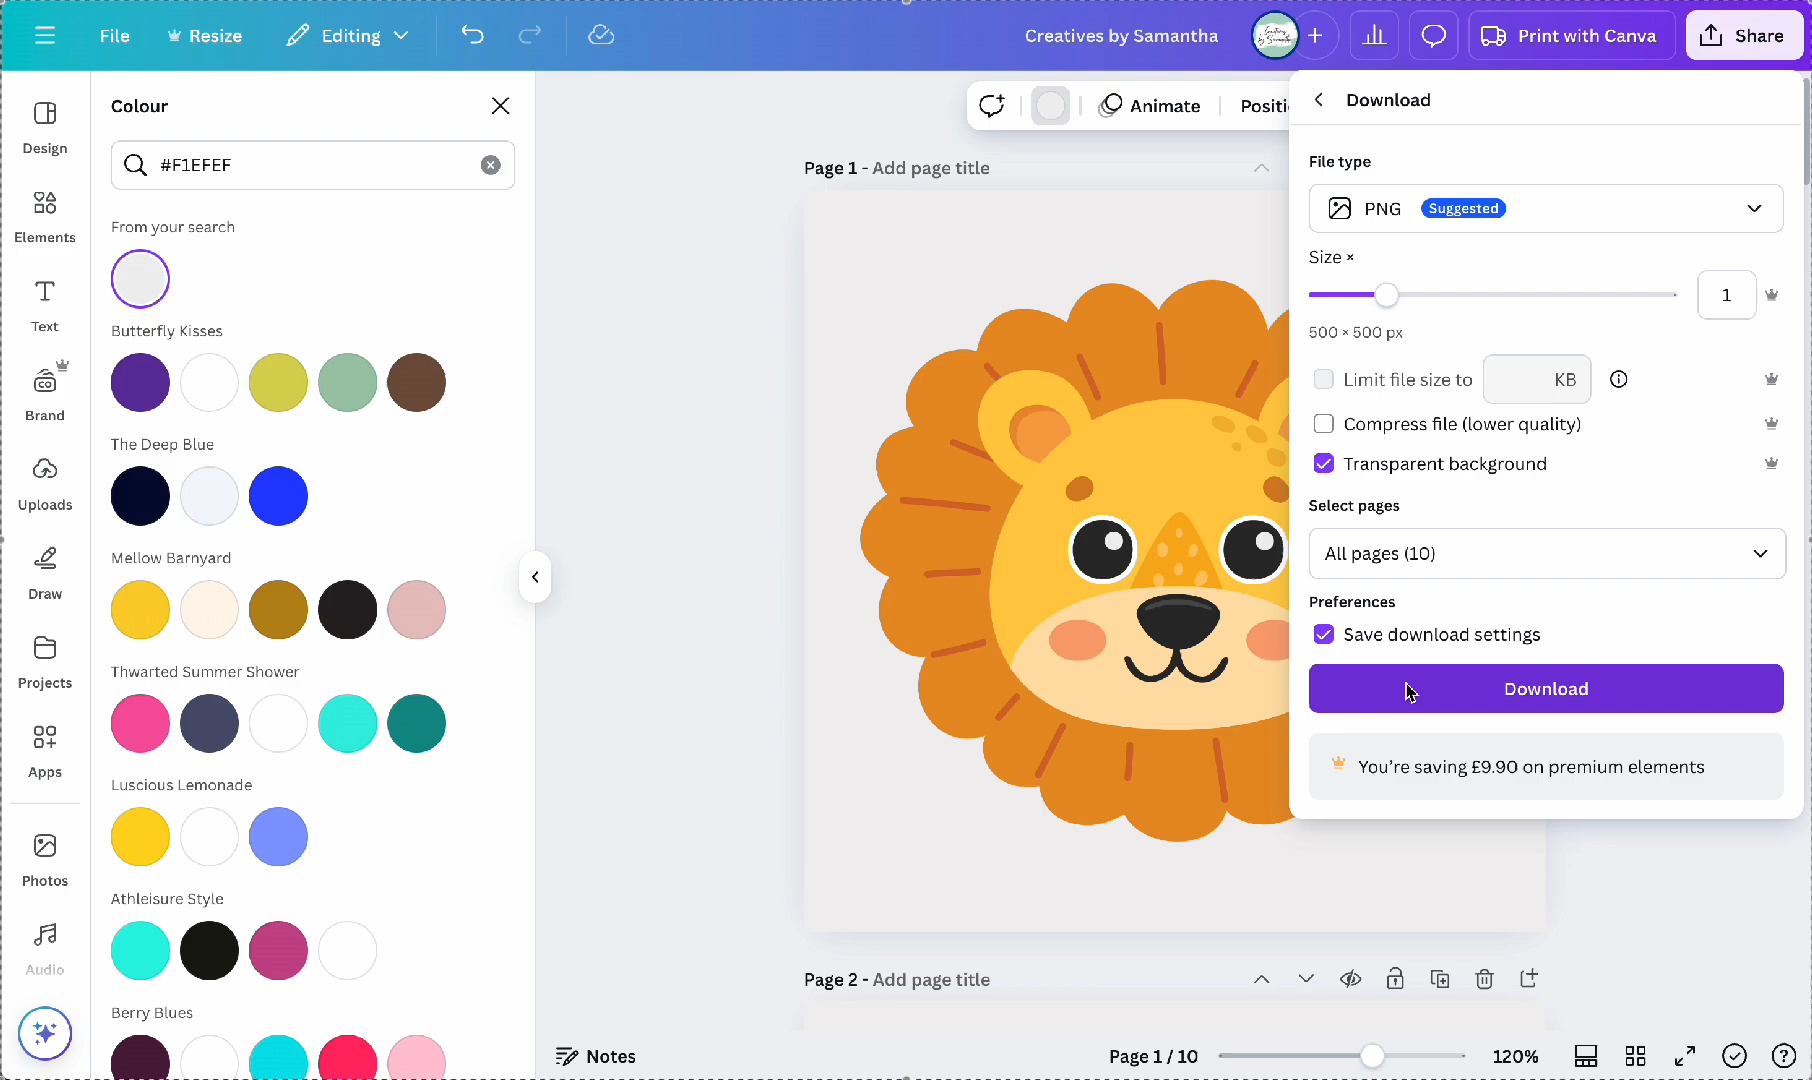 File
Resize
Editing
Creatives by Samantha
Print with Canva
Share
Design
Elements
Text
Brand
Uploads
Draw
Projects
Apps
Photos
Audio
Colour
#F1EFEF
From your search
Butterfly Kisses
The Deep Blue
Mellow Barnyard
Thwarted Summer Shower
Luscious Lemonade
Athleisure Style
Berry Blues
Animate
Positi
Page 1 - Add page title
Page 2 - Add page title
Download
File type
PNG Suggested
Size ×
1
500 × 500 px
Limit file size to KB
Compress file (lower quality)
Transparent background
Select pages
All pages (10)
Preferences
Save download settings
Download
You’re saving £9.90 on premium elements
Notes
Page 1 / 10
120%